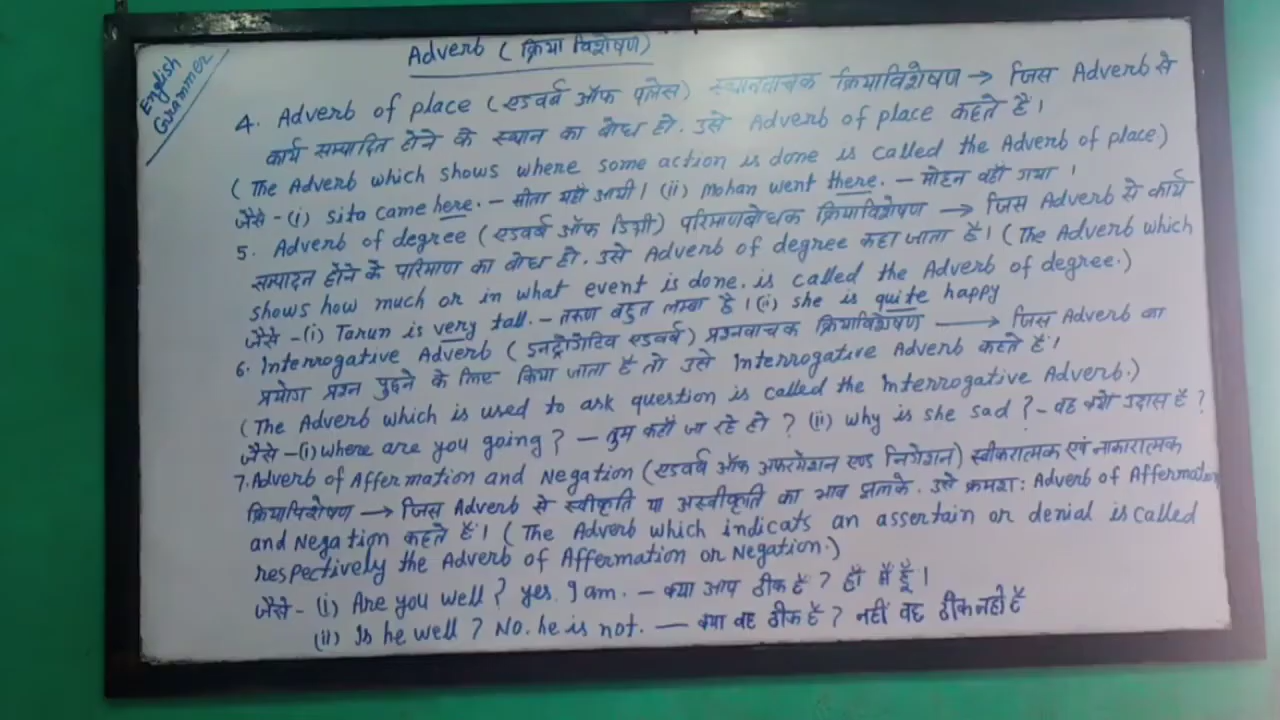 English
Grammer
Adverb (क्रिया विशेषण)
4. Adverb of place (एडवर्ब ऑफ प्लेस) स्थानवाचक क्रियाविशेषण → जिस Adverb से
कार्य सम्पादित होने के स्थान का बोध हो, उसे Adverb of place कहते हैं।
(The Adverb which shows where some action is done is called the Adverb of place)
जैसे -(i) sita came here. - सीता यहाँ आयी। (ii) Mohan went there. - मोहन वहाँ गया ।
5. Adverb of degree (एडवर्ब ऑफ डिग्री) परिमाणबोधक क्रियाविशेषण → जिस Adverb से कार्य
सम्पादन होने के परिमाण का बोध हो, उसे Adverb of degree कहा जाता है। (The Adverb which
shows how much or in what event is done. is called the Adverb of degree.)
जैसे -(i) Tarun is very tall. - तरुण बहुत लम्बा है। (ii) she is quite happy
6. Interrogative Adverb (इनट्रोगेटिव एडवर्ब) प्रश्नवाचक क्रियाविशेषण → जिस Adverb का
प्रयोग प्रश्न पुछने के लिए किया जाता है तो उसे Interrogative Adverb कहते हैं।
(The Adverb which is used to ask question is called the Interrogative Adverb.)
जैसे -(i) where are you going? - तुम कहाँ जा रहे हो ? (ii) why is she sad ? - वह क्यों उदास है ?
7. Adverb of Affermation and Negation (एडवर्ब ऑफ अफरमेशन एण्ड निगेशन) स्वीकरात्मक एवं नाकारात्मक
क्रियाविशेषण → जिस Adverb से स्वीकृति या अस्वीकृति का भाव झलके, उसे क्रमश: Adverb of Affermation
and Negation कहते हैं। (The Adverb which indicats an assertain or denial is called
respectively the Adverb of Affermation or Negation.)
जैसे - (i) Are you well ? yes. I am. - क्या आप ठीक हैं ? हाँ मैं हूँ।
(ii) Is he well ? No. he is not. - क्या वह ठीक है ? नहीं वह ठीक नहीं है